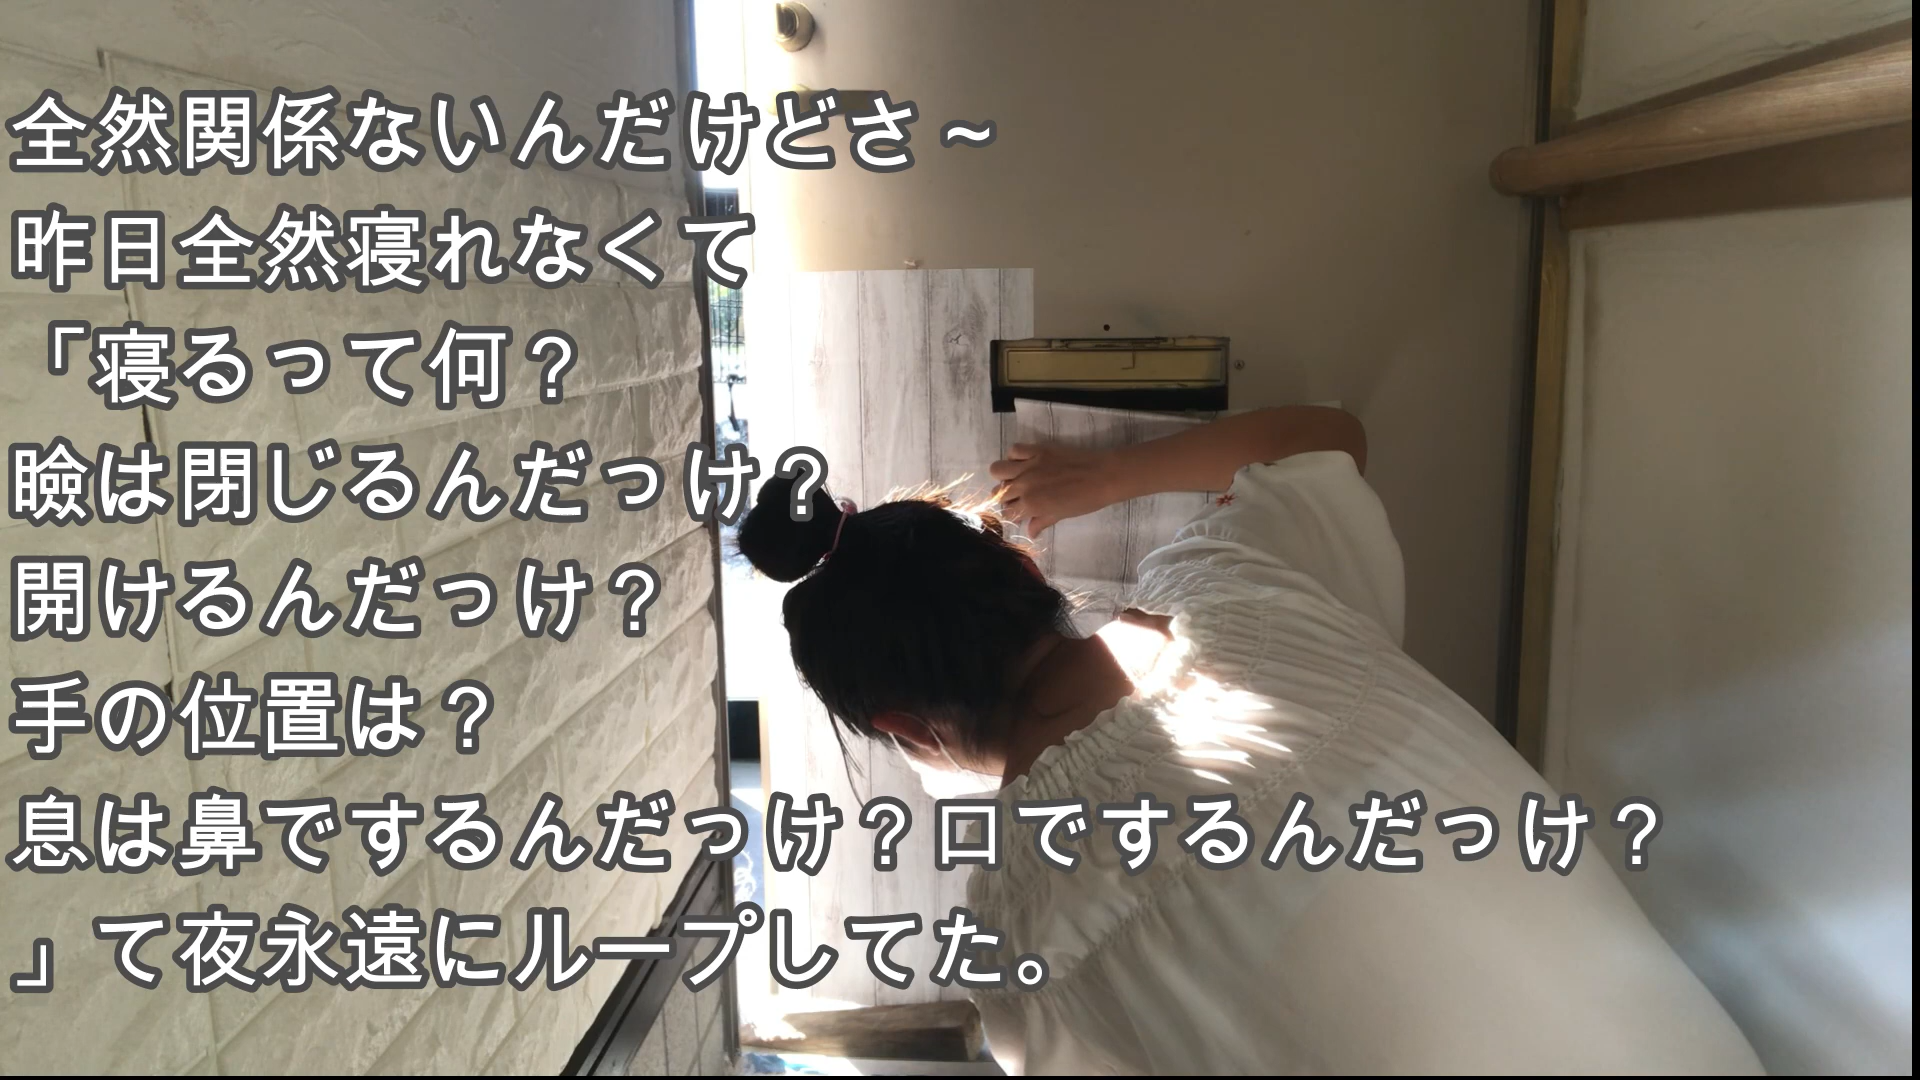 全然関係ないんだけどさ～
昨日全然寝れなくて
「寝るって何？
瞼は閉じるんだっけ？
開けるんだっけ？
手の位置は？
息は鼻でするんだっけ？口でするんだっけ？
」て夜永遠にループしてた。